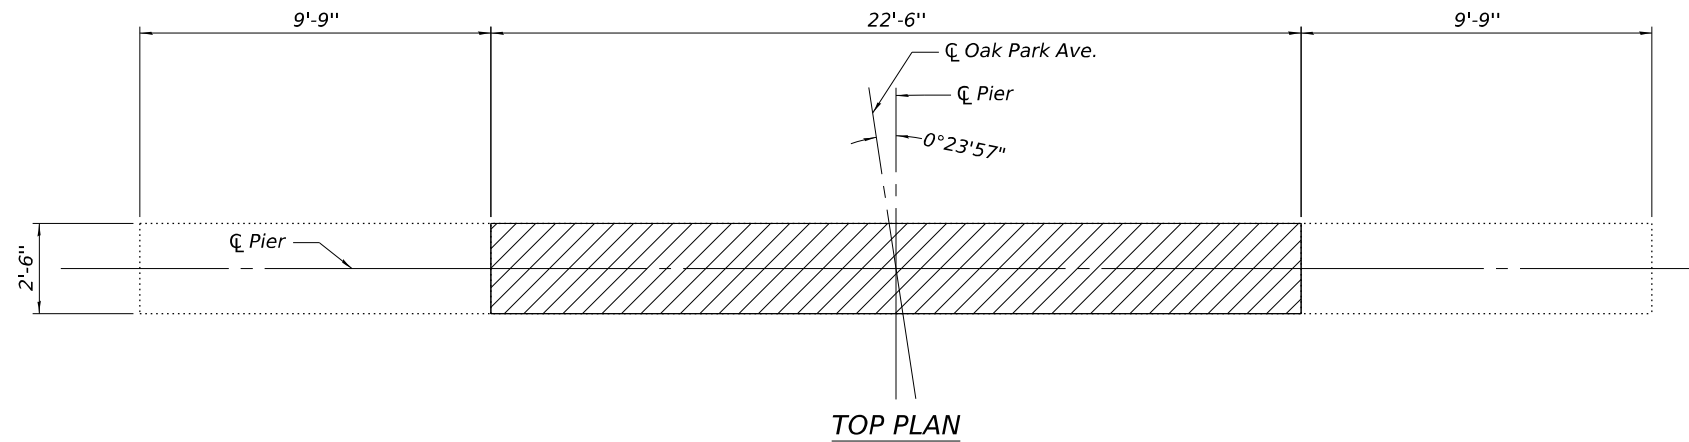 9'-9"
22'-6"
9'-9"
℄ Oak Park Ave.
℄ Pier
0°23'57"
℄ Pier
2'-6"
TOP PLAN